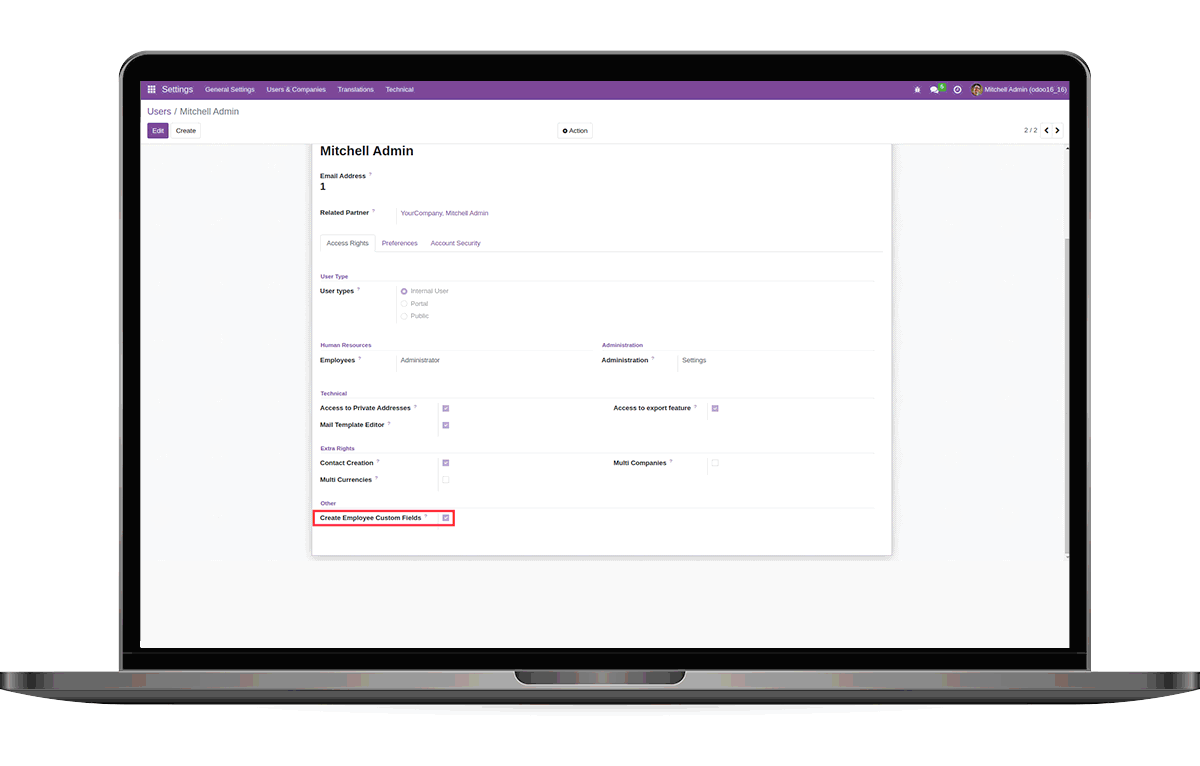 Settings General Settings Users & Companies Translations Technical 5 Mitchell Admin (odoo16_16)
Users / Mitchell Admin
Edit Create Action 2 / 2
Mitchell Admin
Email Address ?
1
Related Partner ? YourCompany, Mitchell Admin
Access Rights Preferences Account Security
User Type
User types ? Internal User
Portal
Public
Human Resources Administration
Employees ? Administrator Administration ? Settings
Technical
Access to Private Addresses ? Access to export feature ?
Mail Template Editor ?
Extra Rights
Contact Creation ? Multi Companies ?
Multi Currencies ?
Other
Create Employee Custom Fields ?